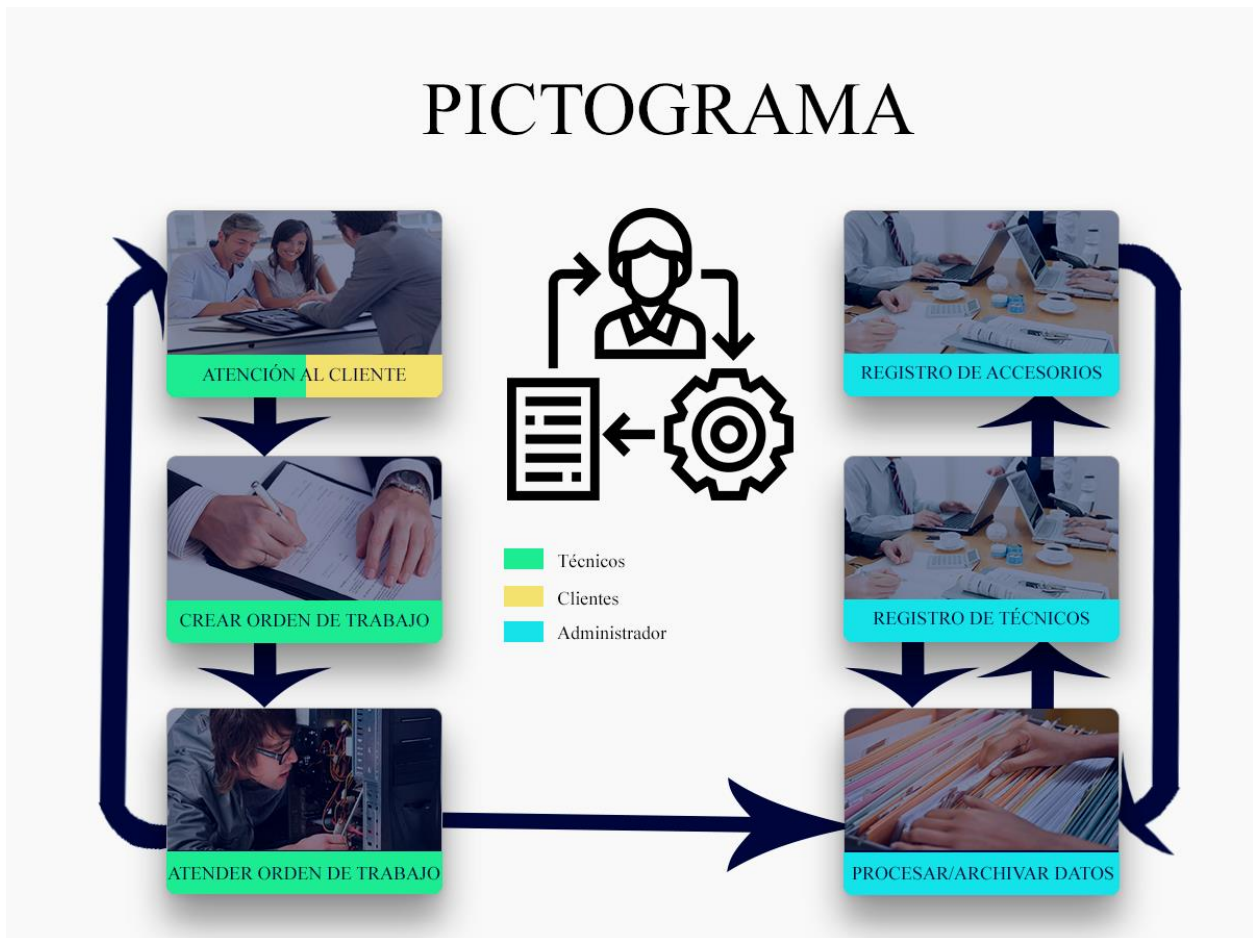 PICTOGRAMA
ATENCIÓN AL CLIENTE
CREAR ORDEN DE TRABAJO
ATENDER ORDEN DE TRABAJO
Técnicos
Clientes
Administrador
REGISTRO DE ACCESORIOS
REGISTRO DE TÉCNICOS
PROCESAR/ARCHIVAR DATOS